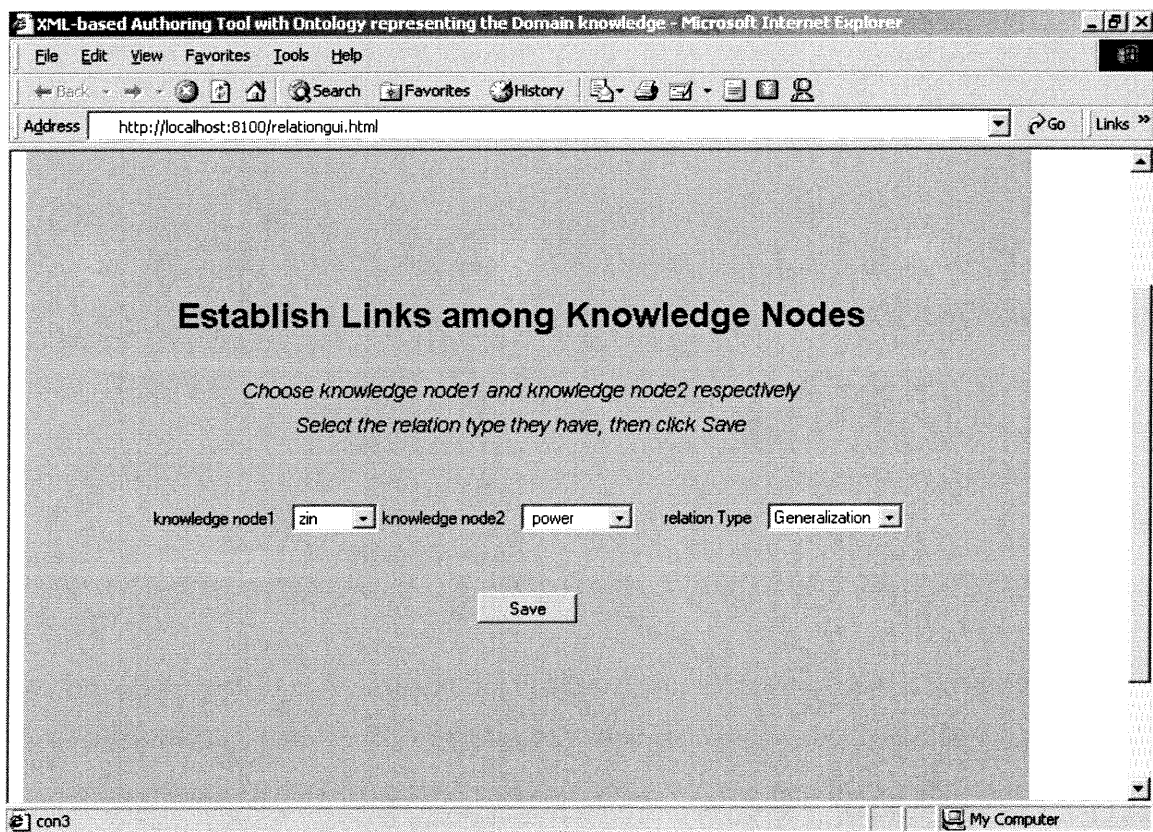 XML-based Authoring Tool with Ontology representing the Domain knowledge - Microsoft Internet Explorer
File Edit View Favorites Tools Help
Back Search Favorites History
Address http://localhost:8100/relationgui.html Go Links »
Establish Links among Knowledge Nodes
Choose knowledge node1 and knowledge node2 respectively
Select the relation type they have, then click Save
knowledge node1 zin knowledge node2 power relation Type Generalization
Save
con3 My Computer